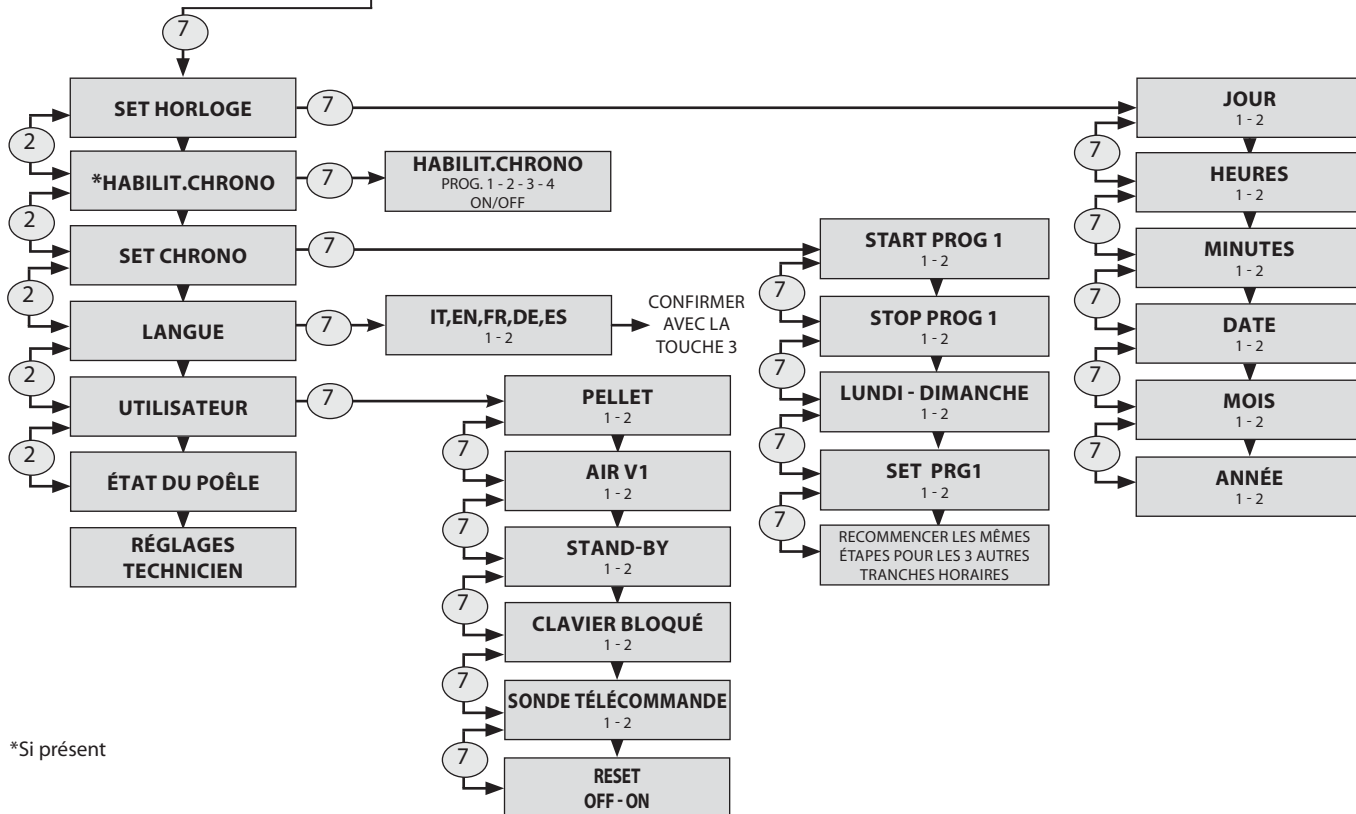 7
SET HORLOGE
7
JOUR
1 - 2
2
7
*HABILIT.CHRONO
7
HABILIT.CHRONO
PROG. 1 - 2 - 3 - 4
ON/OFF
HEURES
1 - 2
2
7
SET CHRONO
7
START PROG 1
1 - 2
MINUTES
1 - 2
2
7
7
LANGUE
7
IT,EN,FR,DE,ES
1 - 2
CONFIRMER
AVEC LA
TOUCHE 3
STOP PROG 1
1 - 2
DATE
1 - 2
2
7
7
UTILISATEUR
7
PELLET
1 - 2
LUNDI - DIMANCHE
1 - 2
MOIS
1 - 2
2
7
7
7
ÉTAT DU POÊLE
AIR V1
1 - 2
SET PRG1
1 - 2
ANNÉE
1 - 2
7
7
RÉGLAGES
TECHNICIEN
STAND-BY
1 - 2
RECOMMENCER LES MÊMES
ÉTAPES POUR LES 3 AUTRES
TRANCHES HORAIRES
7
CLAVIER BLOQUÉ
1 - 2
7
SONDE TÉLÉCOMMANDE
1 - 2
7
RESET
OFF - ON
*Si présent